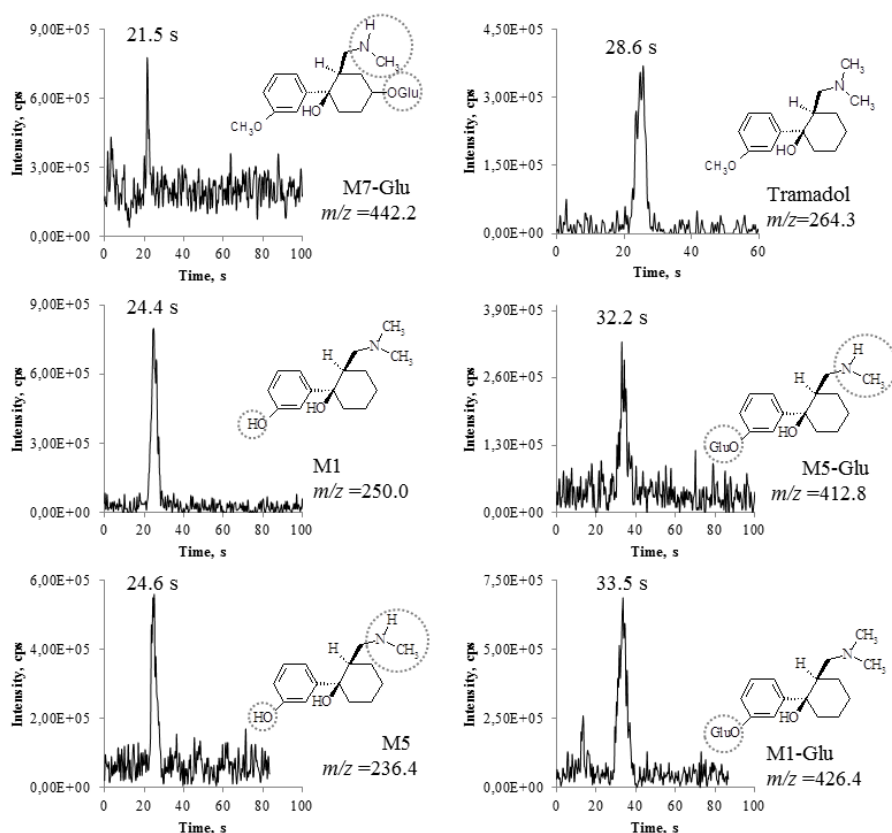 9,00E+05
6,00E+05
3,00E+05
0,00E+00
Intensity, cps
21.5 s
H
N
CH₃
H
OGlu
HO
CH₃O
M7-Glu
m/z =442.2
0 20 40 60 80 100
Time, s
4,50E+05
3,00E+05
1,50E+05
0,00E+00
Intensity, cps
28.6 s
CH₃
N
CH₃
H
HO
OCH₃
Tramadol
m/z=264.3
0 20 40 60
Time, s
9,00E+05
6,00E+05
3,00E+05
0,00E+00
Intensity, cps
24.4 s
CH₃
N
CH₃
H
HO
HO
M1
m/z =250.0
0 20 40 60 80 100
Time, s
3,90E+05
2,60E+05
1,30E+05
0,00E+00
Intensity, cps
32.2 s
H
N
CH₃
H
HO
GluO
M5-Glu
m/z =412.8
0 20 40 60 80 100
Time, s
6,00E+05
4,00E+05
2,00E+05
0,00E+00
Intensity, cps
24.6 s
H
N
CH₃
H
HO
HO
M5
m/z =236.4
0 20 40 60 80 100
Time, s
7,50E+05
5,00E+05
2,50E+05
0,00E+00
Intensity, cps
33.5 s
CH₃
N
CH₃
H
HO
GluO
M1-Glu
m/z =426.4
0 20 40 60 80 100
Time, s